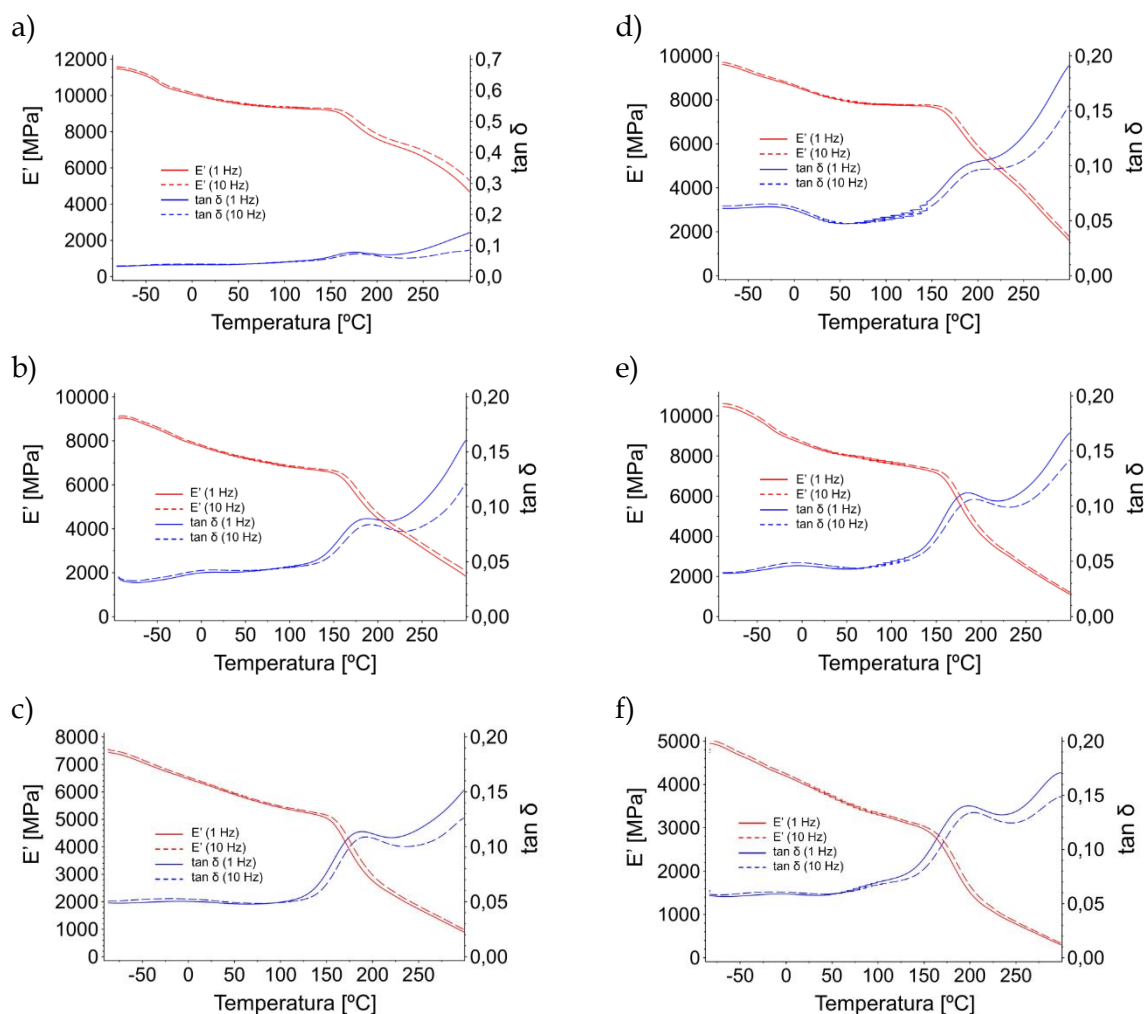 a)
12000
10000
8000
6000
4000
2000
0
E' [MPa]
0,7
0,6
0,5
0,4
0,3
0,2
0,1
0,0
tan δ
E' (1 Hz)
E' (10 Hz)
tan δ (1 Hz)
tan δ (10 Hz)
-50 0 50 100 150 200 250
Temperatura [ºC]
d)
10000
8000
6000
4000
2000
0
E' [MPa]
0,20
0,15
0,10
0,05
0,00
tan δ
E' (1 Hz)
E' (10 Hz)
tan δ (1 Hz)
tan δ (10 Hz)
-50 0 50 100 150 200 250
Temperatura [ºC]
b)
10000
8000
6000
4000
2000
0
E' [MPa]
0,20
0,15
0,10
0,05
0,00
tan δ
E' (1 Hz)
E' (10 Hz)
tan δ (1 Hz)
tan δ (10 Hz)
-50 0 50 100 150 200 250
Temperatura [ºC]
e)
10000
8000
6000
4000
2000
0
E' [MPa]
0,20
0,15
0,10
0,05
0,00
tan δ
E' (1 Hz)
E' (10 Hz)
tan δ (1 Hz)
tan δ (10 Hz)
-50 0 50 100 150 200 250
Temperatura [ºC]
c)
8000
7000
6000
5000
4000
3000
2000
1000
0
E' [MPa]
0,20
0,15
0,10
0,05
0,00
tan δ
E' (1 Hz)
E' (10 Hz)
tan δ (1 Hz)
tan δ (10 Hz)
-50 0 50 100 150 200 250
Temperatura [ºC]
f)
5000
4000
3000
2000
1000
0
E' [MPa]
0,20
0,15
0,10
0,05
0,00
tan δ
E' (1 Hz)
E' (10 Hz)
tan δ (1 Hz)
tan δ (10 Hz)
-50 0 50 100 150 200 250
Temperatura [ºC]